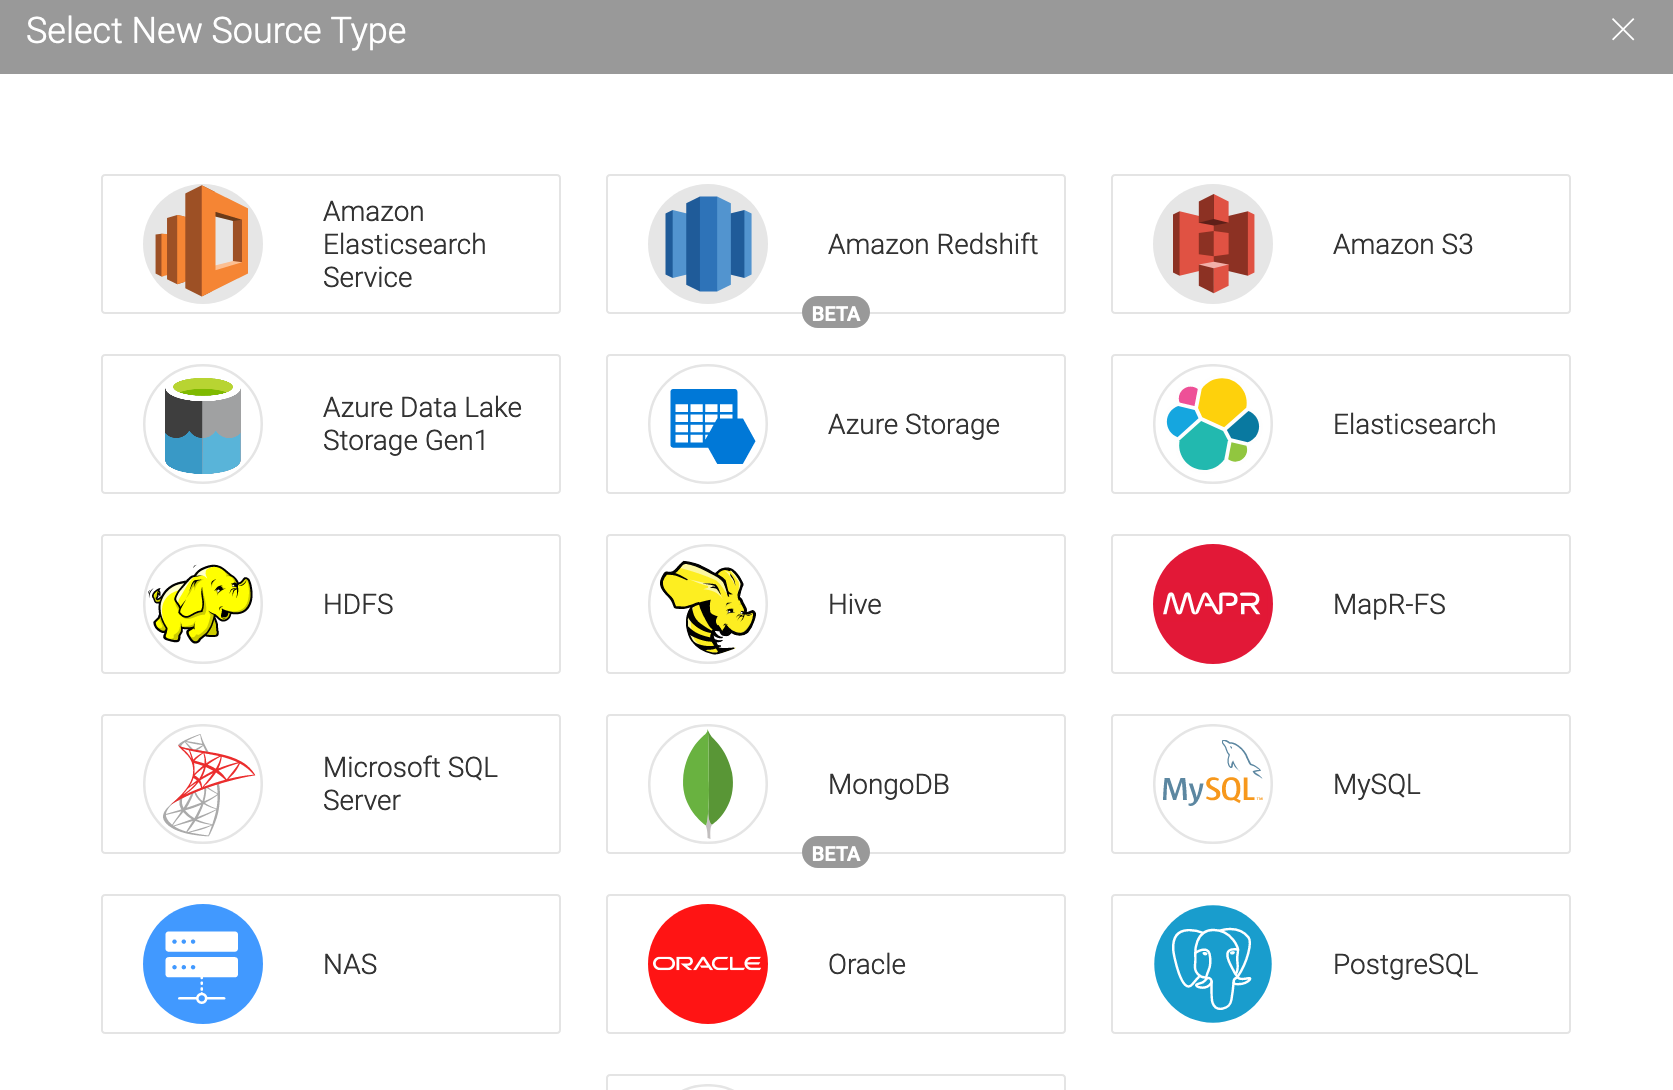 Select New Source Type
Amazon
Elasticsearch
Service
Amazon Redshift
BETA
Amazon S3
Azure Data Lake
Storage Gen1
Azure Storage
Elasticsearch
HDFS
Hive
MAPR
MapR-FS
Microsoft SQL
Server
MongoDB
BETA
MySQL
MySQL
NAS
ORACLE
Oracle
PostgreSQL